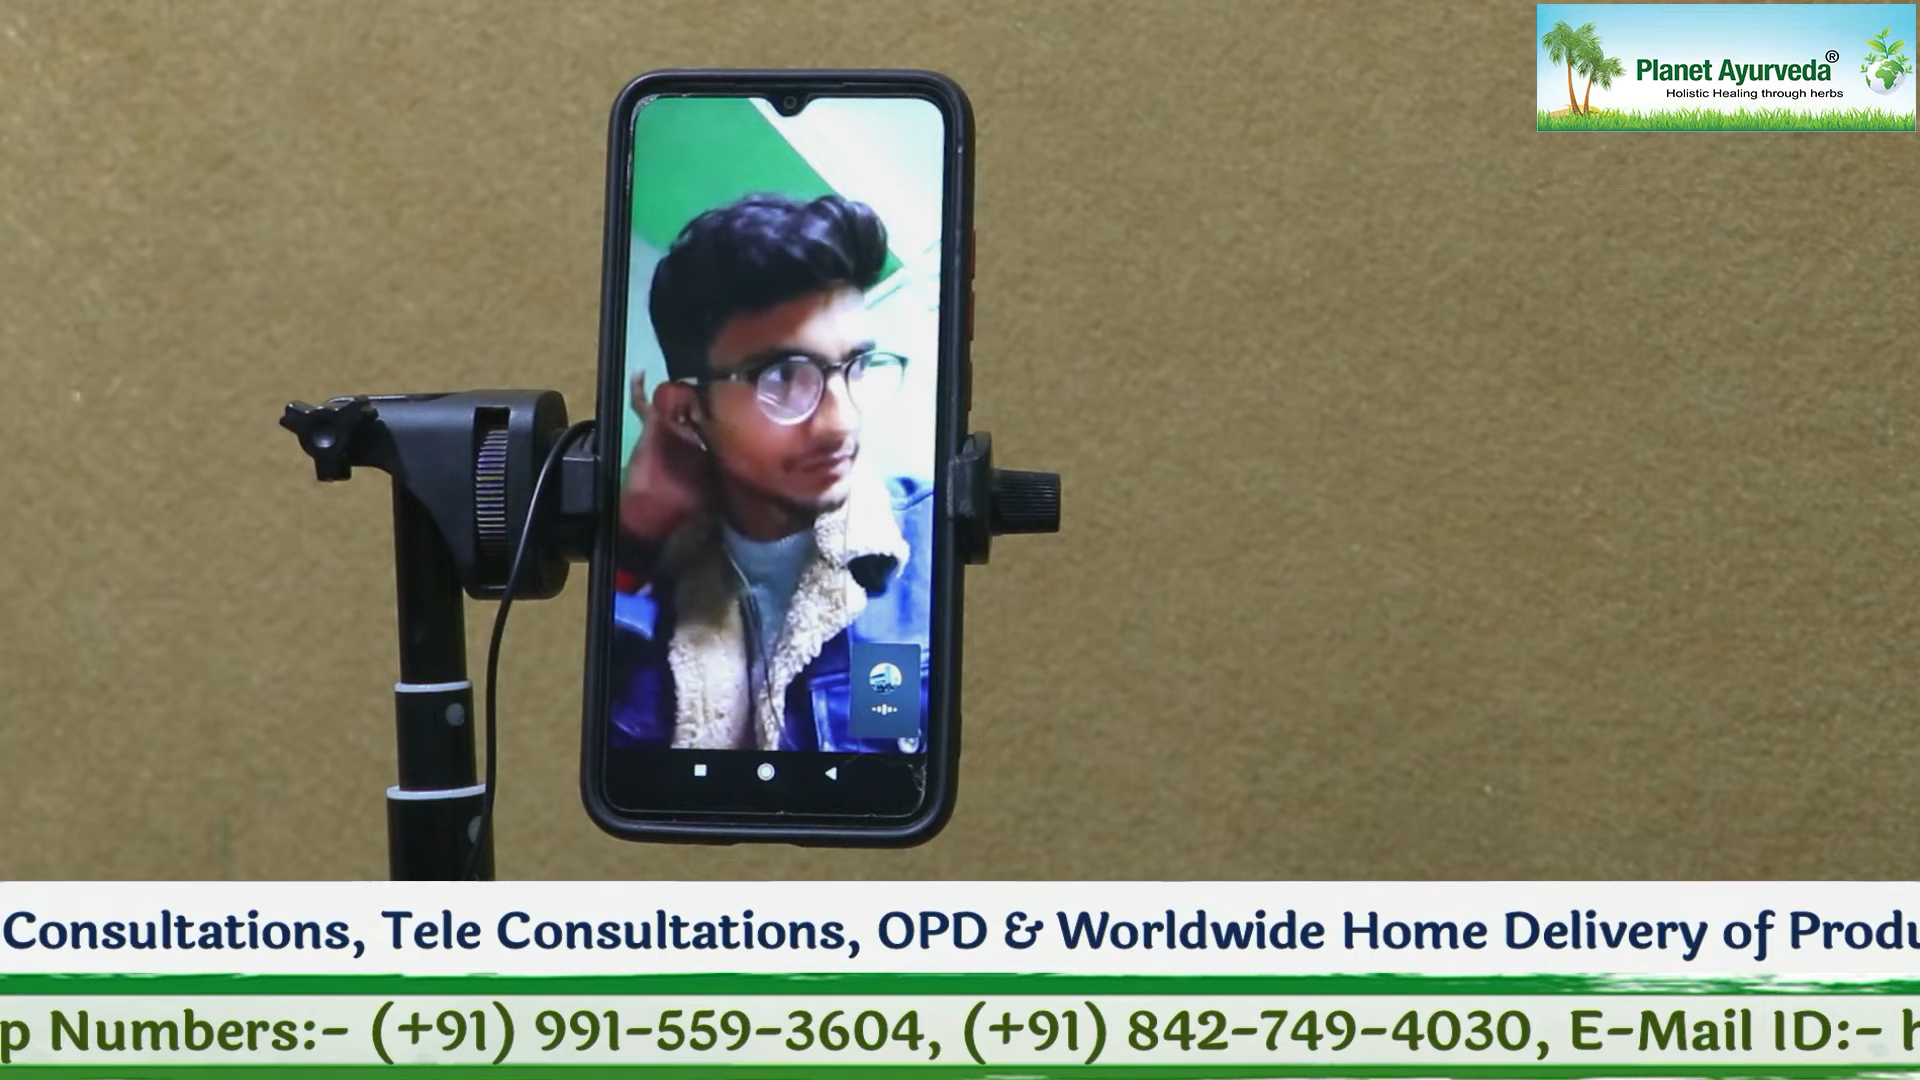 Planet Ayurveda®
Holistic Healing through herbs
Consultations, Tele Consultations, OPD & Worldwide Home Delivery of Produ
p Numbers:- (+91) 991-559-3604, (+91) 842-749-4030, E-Mail ID:- h